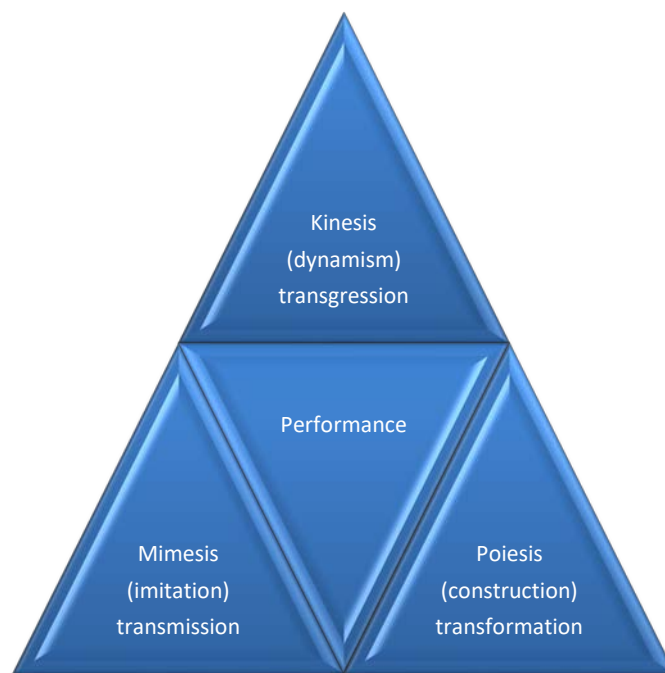 Kinesis
(dynamism)
transgression
Performance
Mimesis
(imitation)
transmission
Poiesis
(construction)
transformation